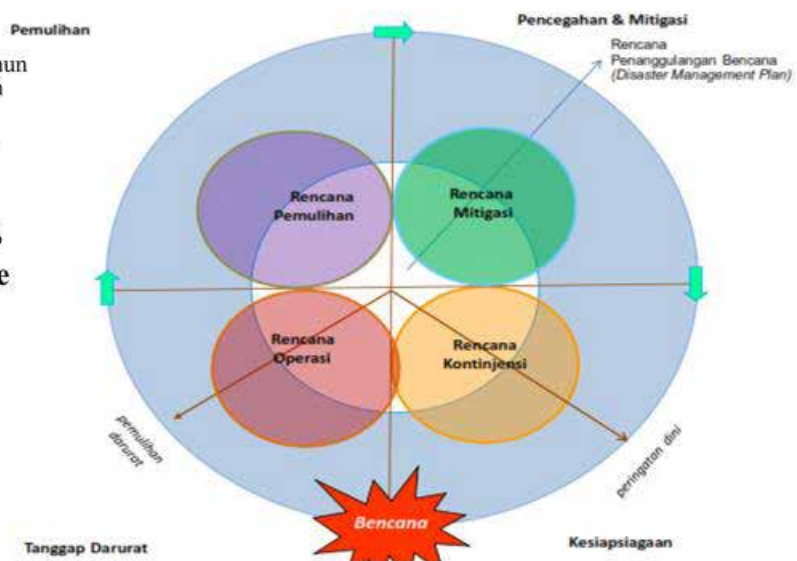 Pemulihan
Pencegahan & Mitigasi
Rencana
Penanggulangan Bencana
(Disaster Management Plan)
Rencana
Pemulihan
Rencana
Mitigasi
Rencana
Operasi
Rencana
Kontinjensi
pemulihan
darurat
peringatan dini
Bencana
Tanggap Darurat
Kesiapsiagaan